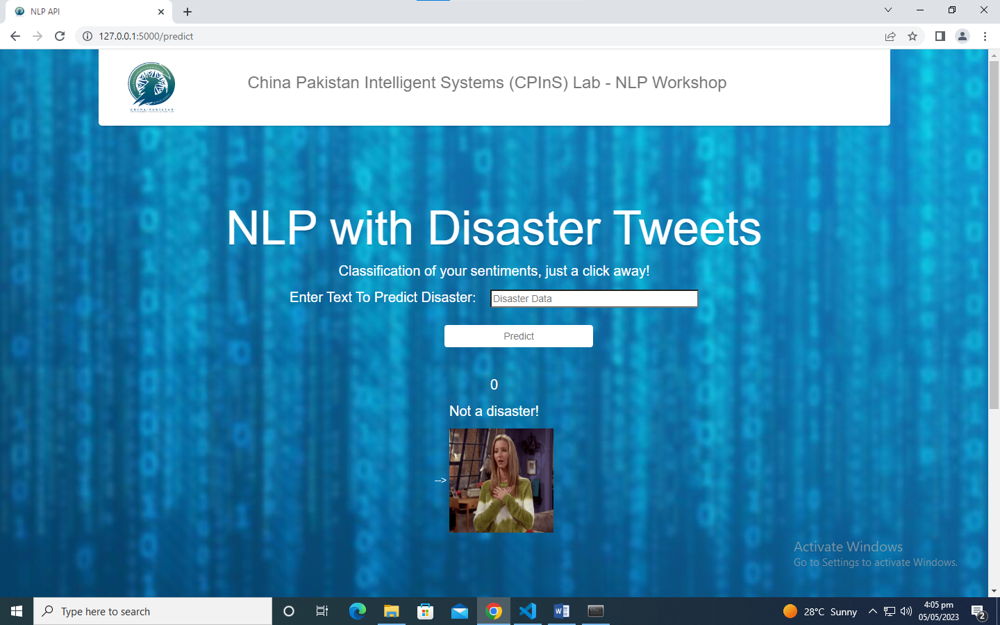 NLP API
127.0.0.1:5000/predict
China Pakistan Intelligent Systems (CPInS) Lab - NLP Workshop
CHINA-PAKISTAN
NLP with Disaster Tweets
Classification of your sentiments, just a click away!
Enter Text To Predict Disaster: Disaster Data
Predict
0
Not a disaster!
-->
Activate Windows
Go to Settings to activate Windows.
Type here to search
28°C Sunny
4:05 pm
05/05/2023
2